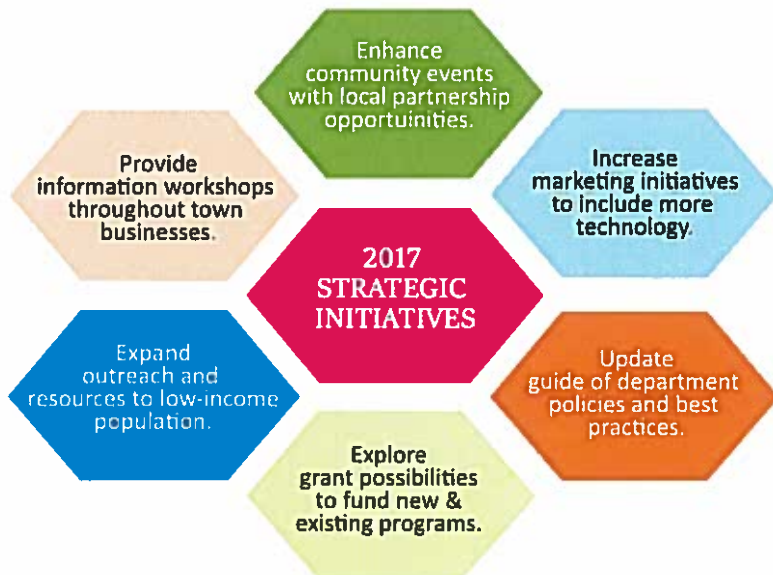 Enhance
community events
with local partnership
opportuinities.
Provide
information workshops
throughout town
businesses.
Increase
marketing initiatives
to include more
technology.
2017
STRATEGIC
INITIATIVES
Expand
outreach and
resources to low-income
population.
Update
guide of department
policies and best
practices.
Explore
grant possibilities
to fund new &
existing programs.